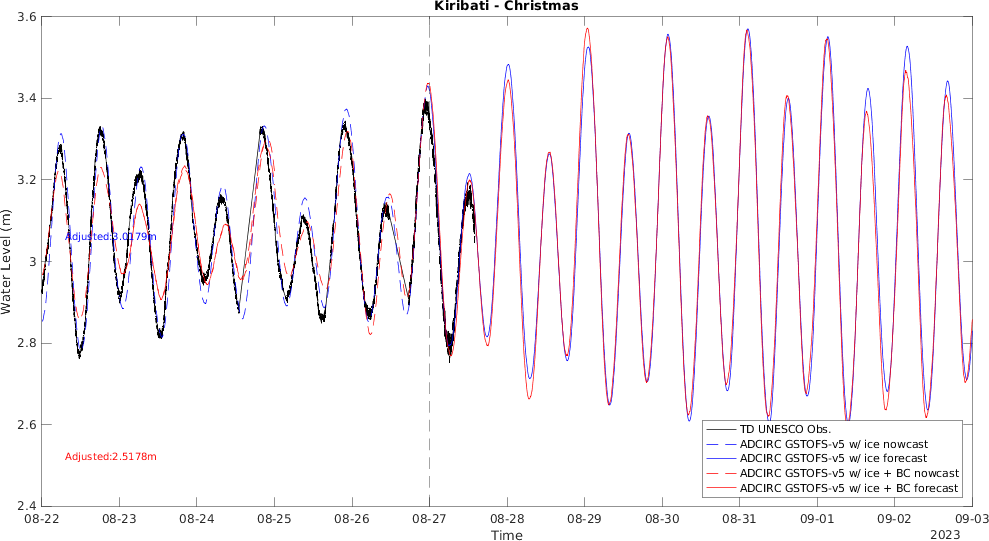 Kiribati - Christmas
3.6
3.4
3.2
3
2.8
2.6
2.4
Water Level (m)
Adjusted:3.0179m
Adjusted:2.5178m
TD UNESCO Obs.
ADCIRC GSTOFS-v5 w/ ice nowcast
ADCIRC GSTOFS-v5 w/ ice forecast
ADCIRC GSTOFS-v5 w/ ice + BC nowcast
ADCIRC GSTOFS-v5 w/ ice + BC forecast
08-22 08-23 08-24 08-25 08-26 08-27 08-28 08-29 08-30 08-31 09-01 09-02 09-03
Time
2023